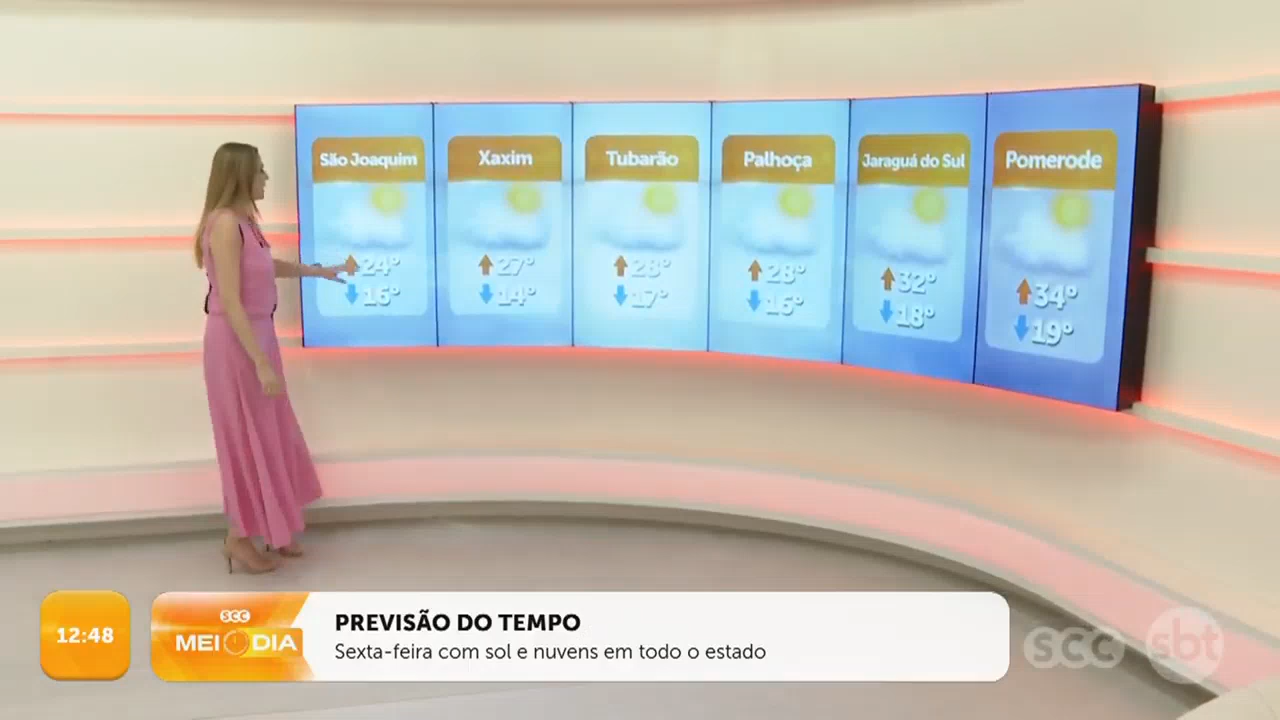 São Joaquim
24°
16°
Xaxim
27°
14°
Tubarão
28°
17°
Palhoça
28°
16°
Jaraguá do Sul
32°
18°
Pomerode
34°
19°
12:48
scc
MEIO DIA
PREVISÃO DO TEMPO
Sexta-feira com sol e nuvens em todo o estado
scc sbt